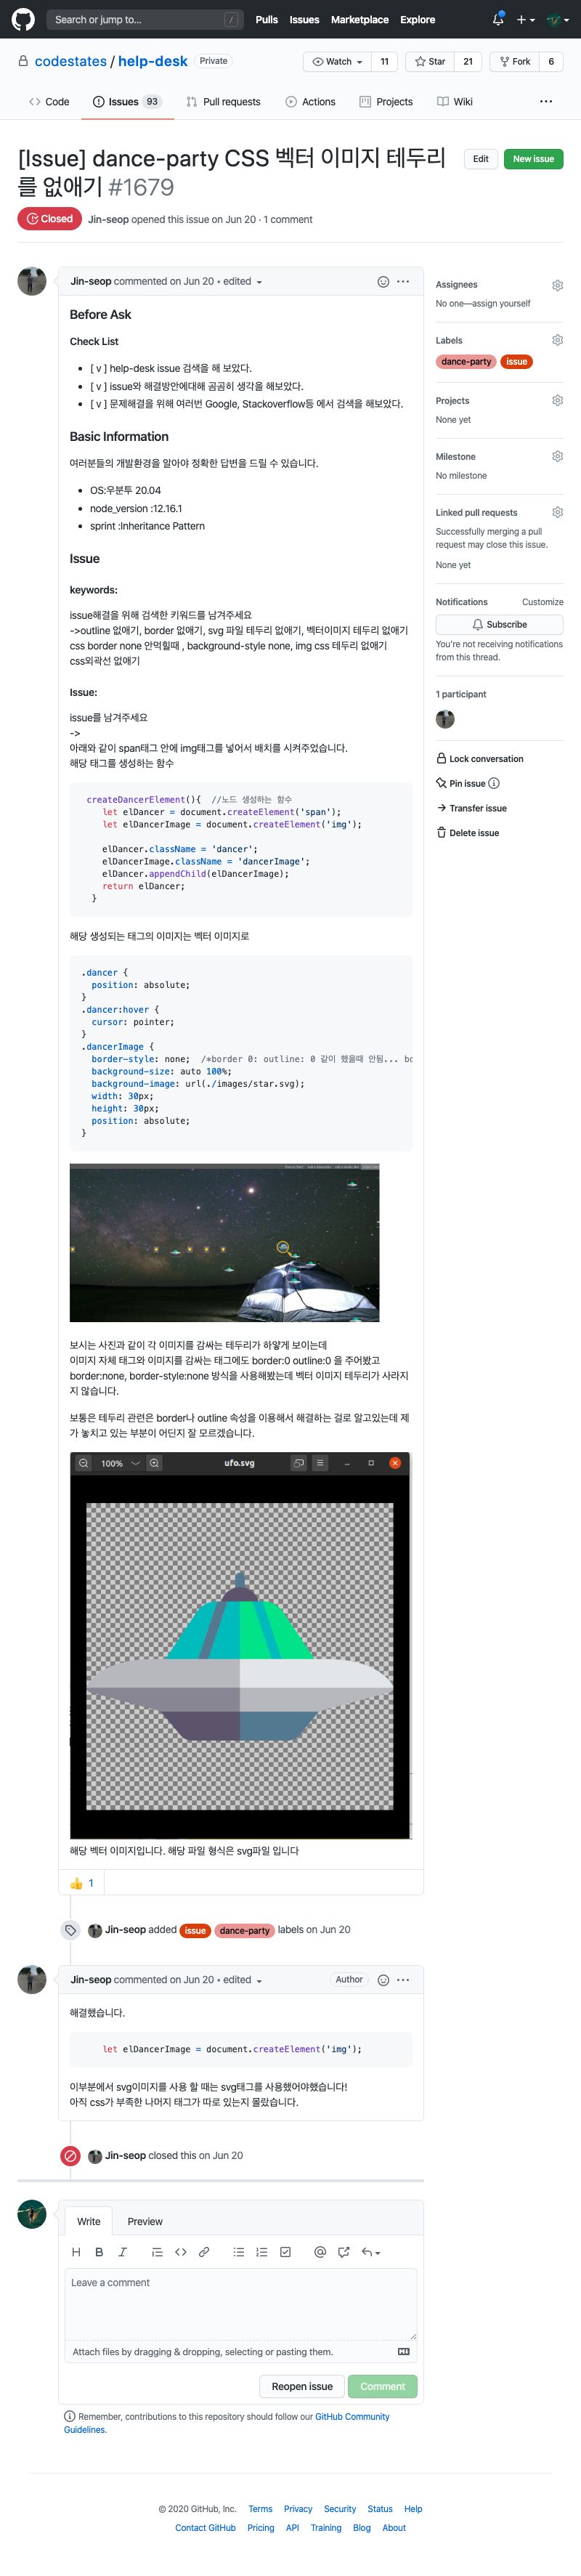 Search or jump to...
/
Pulls Issues Marketplace Explore
codestates / help-desk Private
Watch 11 Star 21 Fork 6
Code Issues 93 Pull requests Actions Projects Wiki
[Issue] dance-party CSS 벡터 이미지 테두리
를 없애기 #1679
Edit New issue
Closed Jin-seop opened this issue on Jun 20 · 1 comment
Jin-seop commented on Jun 20 • edited
Before Ask
Check List
[ v ] help-desk issue 검색을 해 보았다.
[ v ] issue와 해결방안에대해 곰곰히 생각을 해보았다.
[ v ] 문제해결을 위해 여러번 Google, Stackoverflow등 에서 검색을 해보았다.
Basic Information
여러분들의 개발환경을 알아야 정확한 답변을 드릴 수 있습니다.
OS:우분투 20.04
node_version :12.16.1
sprint :Inheritance Pattern
Issue
keywords:
issue해결을 위해 검색한 키워드를 남겨주세요
->outline 없애기, border 없애기, svg 파일 테두리 없애기, 벡터이미지 테두리 없애기
css border none 안먹힐때 , background-style none, img css 테두리 없애기
css외곽선 없애기
Issue:
issue를 남겨주세요
->
아래와 같이 span태그 안에 img태그를 넣어서 배치를 시켜주었습니다.
해당 태그를 생성하는 함수
createDancerElement(){ //노드 생성하는 함수
let elDancer = document.createElement('span');
let elDancerImage = document.createElement('img');
elDancer.className = 'dancer';
elDancerImage.className = 'dancerImage';
elDancer.appendChild(elDancerImage);
return elDancer;
}
해당 생성되는 태그의 이미지는 벡터 이미지로
.dancer {
position: absolute;
}
.dancer:hover {
cursor: pointer;
}
.dancerImage {
border-style: none; /*border 0: outline: 0 같이 했을때 안됨... bo
background-size: auto 100%;
background-image: url(./images/star.svg);
width: 30px;
height: 30px;
position: absolute;
}
보시는 사진과 같이 각 이미지를 감싸는 테두리가 하얗게 보이는데
이미지 자체 태그와 이미지를 감싸는 태그에도 border:0 outline:0 을 주어봤고
border:none, border-style:none 방식을 사용해봤는데 벡터 이미지 테두리가 사라지
지 않습니다.
보통은 테두리 관련은 border나 outline 속성을 이용해서 해결하는 걸로 알고있는데 제
가 놓치고 있는 부분이 어딘지 잘 모르겠습니다.
100% ufo.svg
해당 벡터 이미지입니다. 해당 파일 형식은 svg파일 입니다
1
Jin-seop added issue dance-party labels on Jun 20
Jin-seop commented on Jun 20 • edited Author
해결했습니다.
let elDancerImage = document.createElement('img');
이부분에서 svg이미지를 사용 할 때는 svg태그를 사용했어야했습니다!
아직 css가 부족한 나머지 태그가 따로 있는지 몰랐습니다.
Jin-seop closed this on Jun 20
Write Preview
Leave a comment
Attach files by dragging & dropping, selecting or pasting them.
Reopen issue Comment
Remember, contributions to this repository should follow our GitHub Community
Guidelines.
Assignees
No one—assign yourself
Labels
dance-party issue
Projects
None yet
Milestone
No milestone
Linked pull requests
Successfully merging a pull
request may close this issue.
None yet
Notifications Customize
Subscribe
You're not receiving notifications
from this thread.
1 participant
Lock conversation
Pin issue
Transfer issue
Delete issue
© 2020 GitHub, Inc. Terms Privacy Security Status Help
Contact GitHub Pricing API Training Blog About